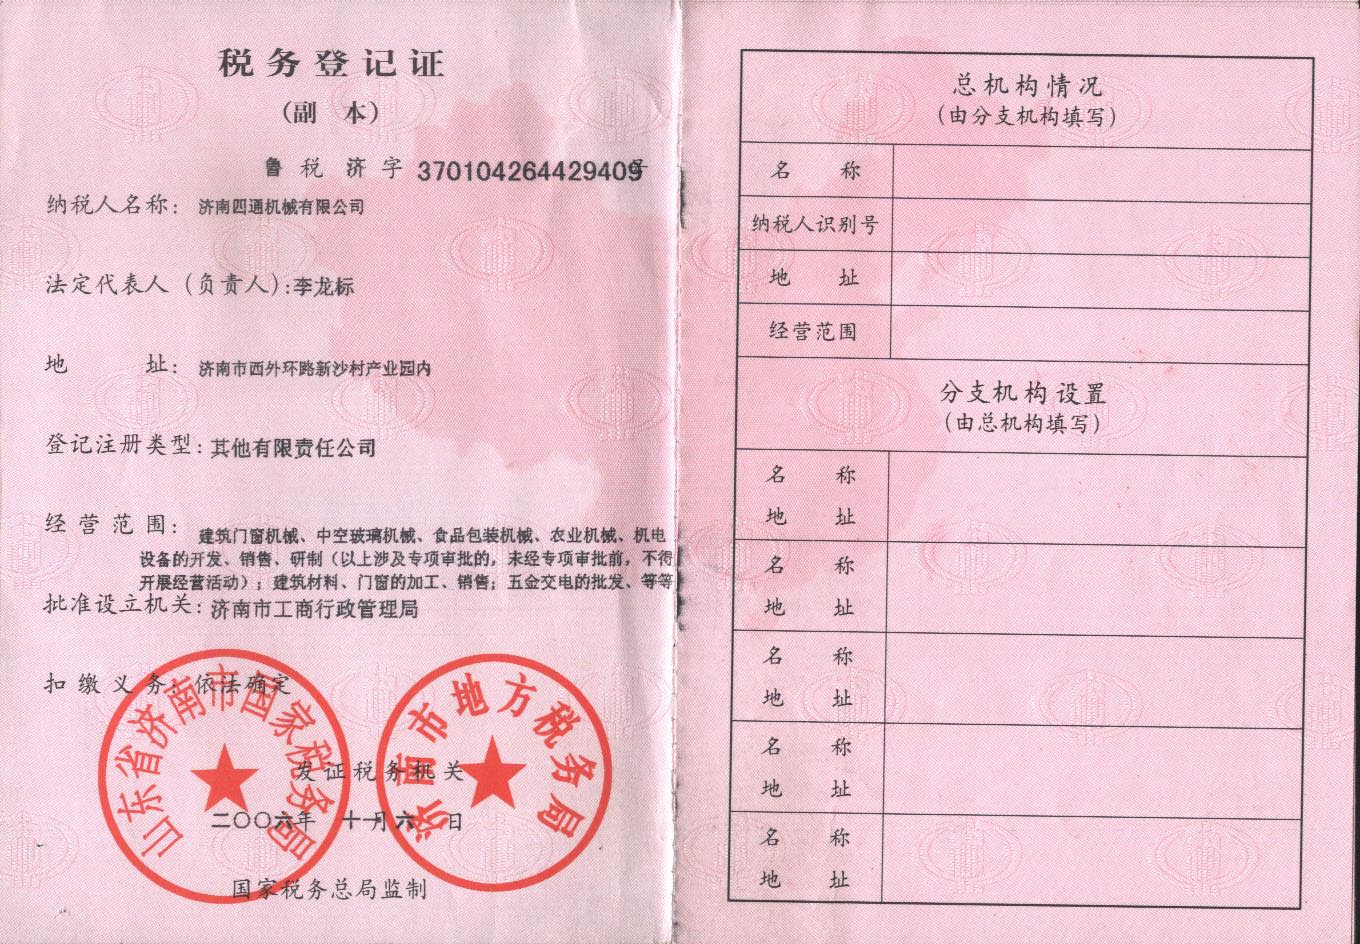 税务登记证
(副 本)
鲁 税 济 字 370104264429409号
纳税人名称: 济南四通机械有限公司
法定代表人(负责人):李龙标
地 址: 济南市西外环路新沙村产业园内
登记注册类型:其他有限责任公司
经营范围: 建筑门窗机械、中空玻璃机械、食品包装机械、农业机械、机电
设备的开发、销售、研制(以上涉及专项审批的,未经专项审批前,不得
开展经营活动);建筑材料、门窗的加工、销售;五金交电的批发、等等
批准设立机关:济南市工商行政管理局
扣缴义务:依法确定
山东省济南市国家税务局
济南市地方税务局
发证税务机关
二〇〇六年 十一月六 日
国家税务总局监制
总机构情况
(由分支机构填写)
名 称
纳税人识别号
地 址
经营范围
分支机构设置
(由总机构填写)
名 称
地 址
名 称
地 址
名 称
地 址
名 称
地 址
名 称
地 址